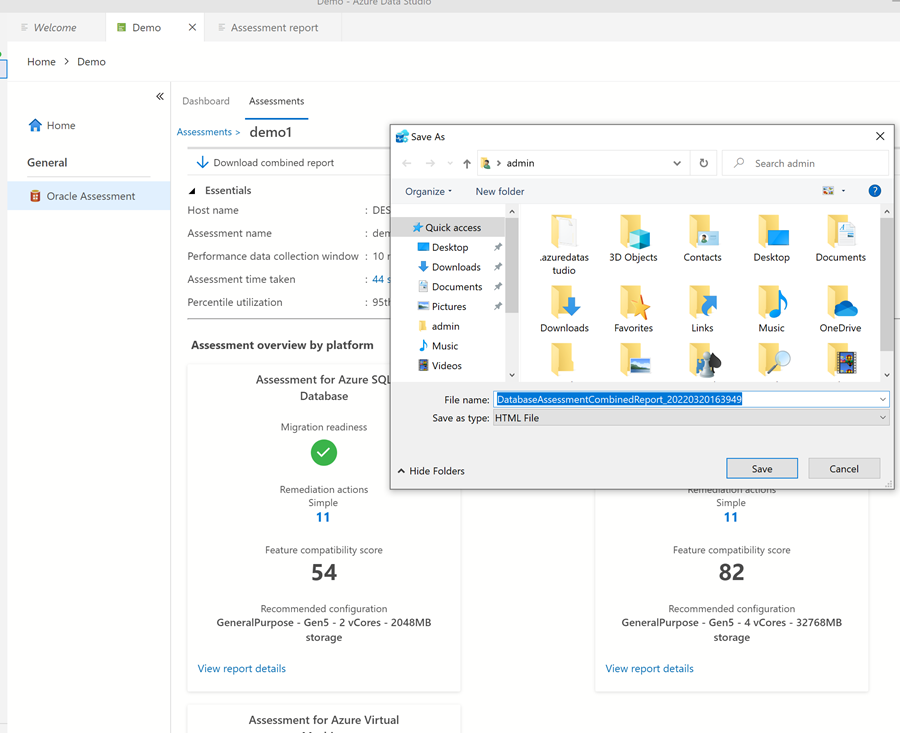 Demo - Azure Data Studio
Welcome
Demo
Assessment report
Home > Demo
Home
General
Oracle Assessment
Dashboard
Assessments
Assessments > demo1
Download combined report
Essentials
Host name : DES
Assessment name :
Performance data collection window : 10
Assessment time taken : 44
Percentile utilization : 95th
Assessment overview by platform
Assessment for Azure SQL
Database
Migration readiness
Remediation actions
Simple
11
Feature compatibility score
54
Recommended configuration
GeneralPurpose - Gen5 - 2 vCores - 2048MB
storage
View report details
Remediation actions
Simple
11
Feature compatibility score
82
Recommended configuration
GeneralPurpose - Gen5 - 4 vCores - 32768MB
storage
View report details
Assessment for Azure Virtual
Save As
admin
Search admin
Organize
New folder
Quick access
Desktop
Downloads
Documents
Pictures
admin
Music
Videos
.azuredatas
tudio
3D Objects
Contacts
Desktop
Documents
Downloads
Favorites
Links
Music
OneDrive
File name: DatabaseAssessmentCombinedReport_20220320163949
Save as type: HTML File
Hide Folders
Save
Cancel